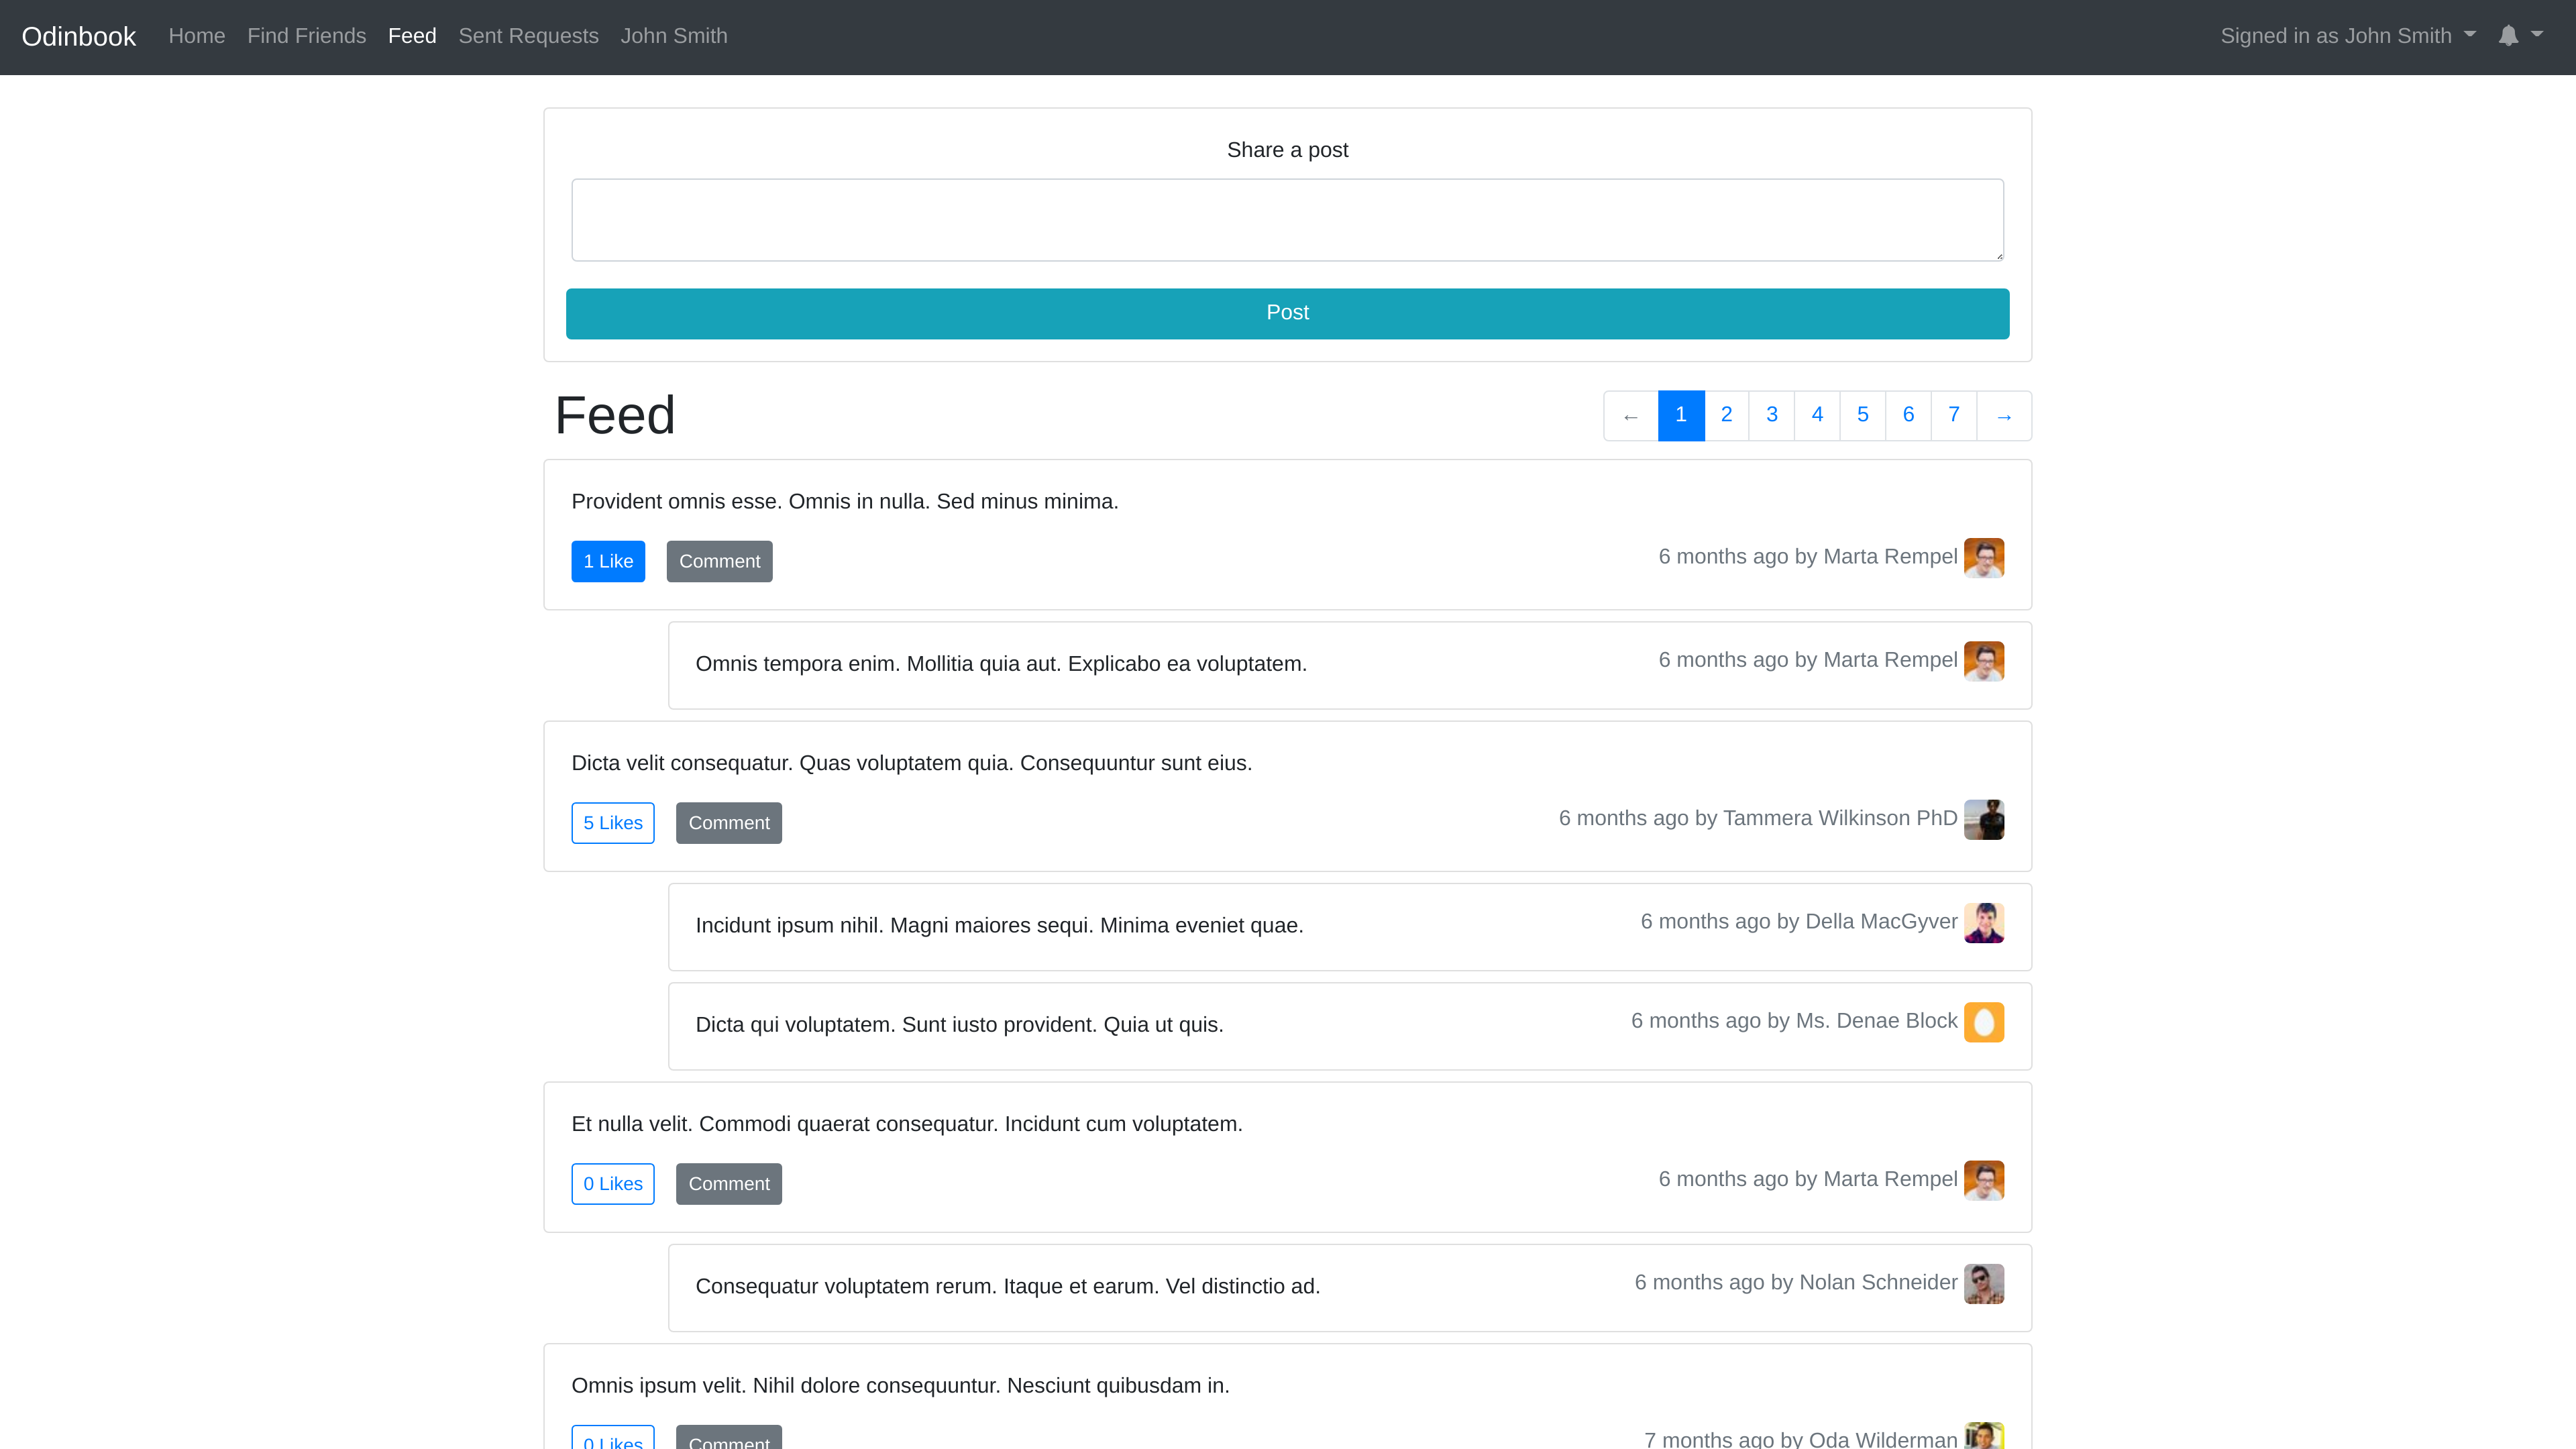 Odinbook Home Find Friends Feed Sent Requests John Smith Signed in as John Smith
Share a post
Post
Feed
← 1 2 3 4 5 6 7 →
Provident omnis esse. Omnis in nulla. Sed minus minima.
1 Like Comment 6 months ago by Marta Rempel
Omnis tempora enim. Mollitia quia aut. Explicabo ea voluptatem. 6 months ago by Marta Rempel
Dicta velit consequatur. Quas voluptatem quia. Consequuntur sunt eius.
5 Likes Comment 6 months ago by Tammera Wilkinson PhD
Incidunt ipsum nihil. Magni maiores sequi. Minima eveniet quae. 6 months ago by Della MacGyver
Dicta qui voluptatem. Sunt iusto provident. Quia ut quis. 6 months ago by Ms. Denae Block
Et nulla velit. Commodi quaerat consequatur. Incidunt cum voluptatem.
0 Likes Comment 6 months ago by Marta Rempel
Consequatur voluptatem rerum. Itaque et earum. Vel distinctio ad. 6 months ago by Nolan Schneider
Omnis ipsum velit. Nihil dolore consequuntur. Nesciunt quibusdam in.
0 Likes Comment 7 months ago by Oda Wilderman